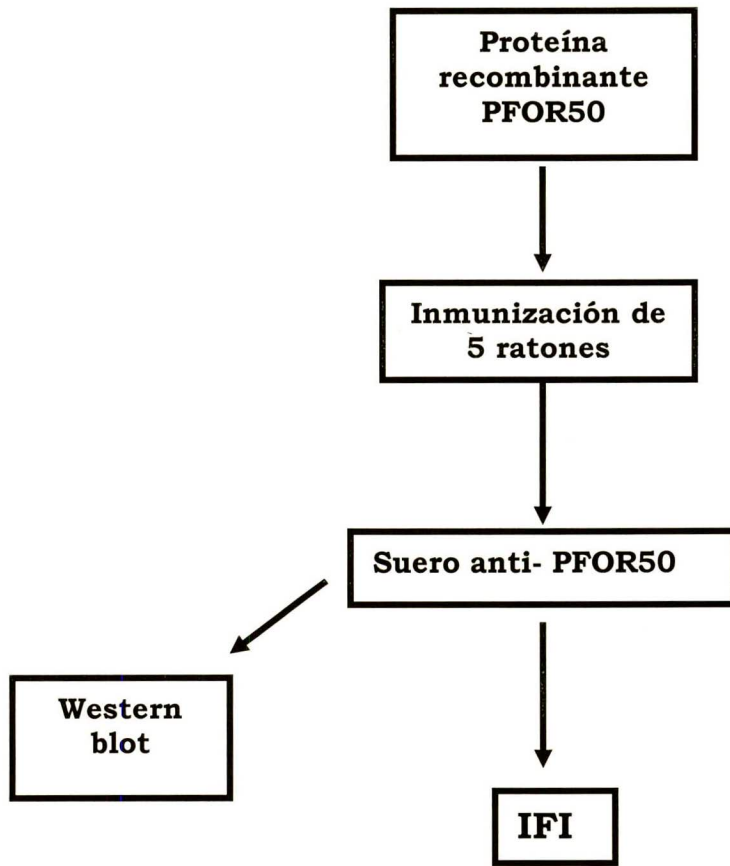 Proteína
recombinante
PFOR50
Inmunización de
5 ratones
Suero anti- PFOR50
Western
blot
IFI